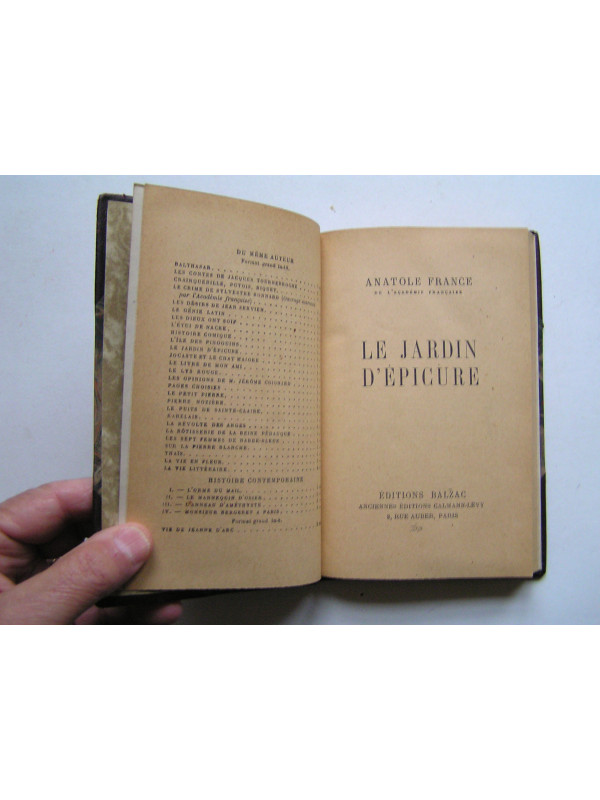 DU MÊME AUTEUR
Format grand in-18.
BALTHASAR.
LES CONTES DE JACQUES TOURNEBROCHE
CRAINQUEBILLE, PUTOIS, RIQUET
LE CRIME DE SYLVESTRE BONNARD (Ouvrage couronné
par l'Académie française)
LES DÉSIRS DE JEAN SERVIEN
LE GÉNIE LATIN
LES DIEUX ONT SOIF
L'ÉTUI DE NACRE
HISTOIRE COMIQUE
L'ÎLE DES PINGOUINS
LE JARDIN D'ÉPICURE
JOCASTE ET LE CHAT MAIGRE
LE LIVRE DE MON AMI
LE LYS ROUGE
LES OPINIONS DE M. JÉRÔME COIGNARD
PAGES CHOISIES
LE PETIT PIERRE
PIERRE NOZIÈRE
LE PUITS DE SAINTE-CLAIRE
RABELAIS
LA RÉVOLTE DES ANGES
LA RÔTISSERIE DE LA REINE PÉDAUQUE
LES SEPT FEMMES DE BARBE-BLEUE
SUR LA PIERRE BLANCHE
THAÏS
LA VIE EN FLEUR
LA VIE LITTÉRAIRE
HISTOIRE CONTEMPORAINE
I. — L'ORME DU MAIL
II. — LE MANNEQUIN D'OSIER
III. — L'ANNEAU D'AMÉTHYSTE
IV. — MONSIEUR BERGERET A PARIS
Format grand in-8.
VIE DE JEANNE D'ARC
ANATOLE FRANCE
DE L'ACADÉMIE FRANÇAISE
LE JARDIN
D'ÉPICURE
ÉDITIONS BALZAC
ANCIENNES ÉDITIONS CALMANN-LÉVY
3, RUE AUBER, PARIS